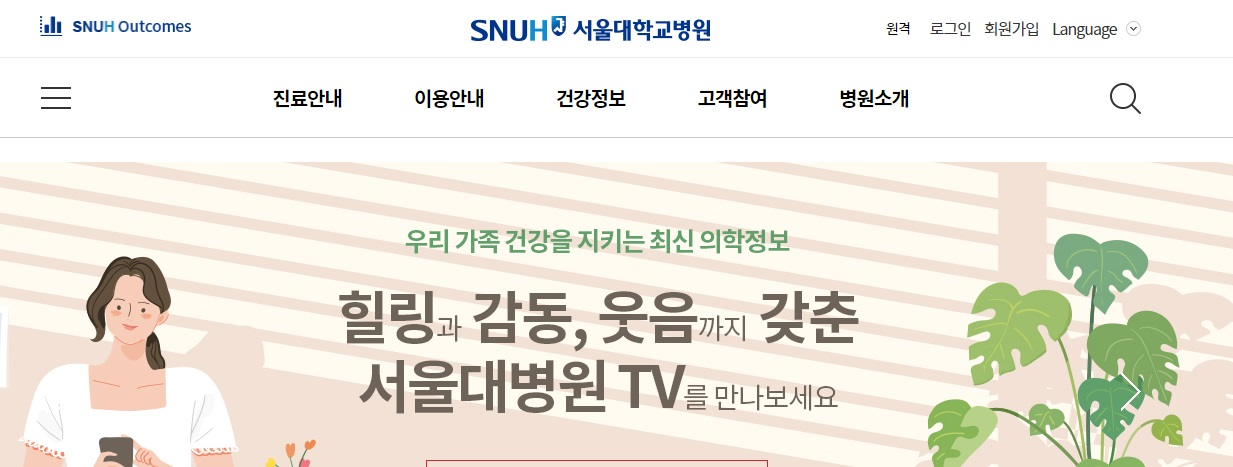 SNUH Outcomes
SNUH 서울대학교병원
원격 로그인 회원가입 Language
진료안내 이용안내 건강정보 고객참여 병원소개
우리 가족 건강을 지키는 최신 의학정보
힐링과 감동, 웃음까지 갖춘
서울대병원 TV를 만나보세요